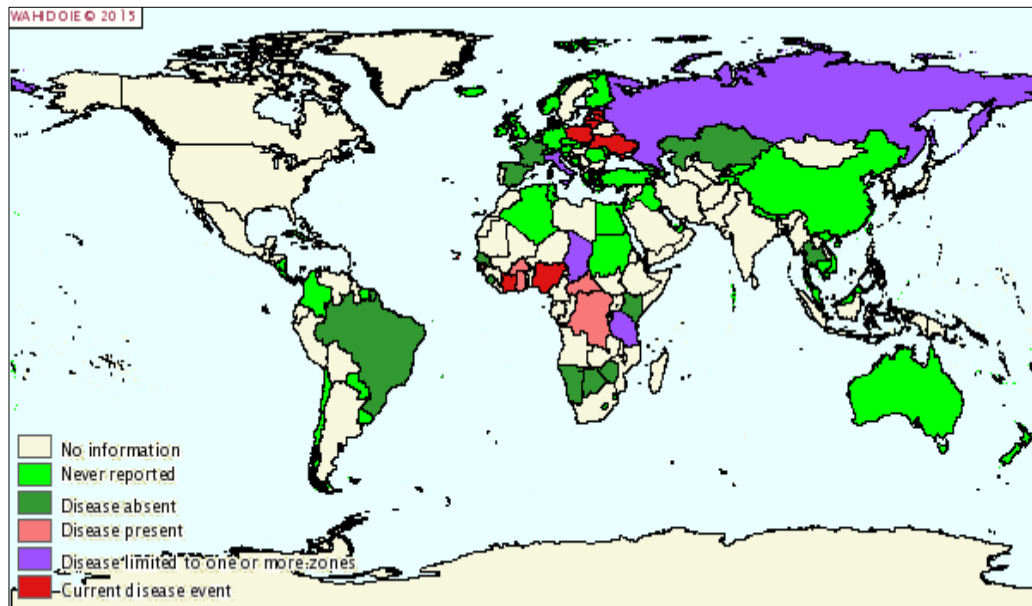 WAHID OIE © 2015
No information
Never reported
Disease absent
Disease present
Disease limited to one or more zones
Current disease event